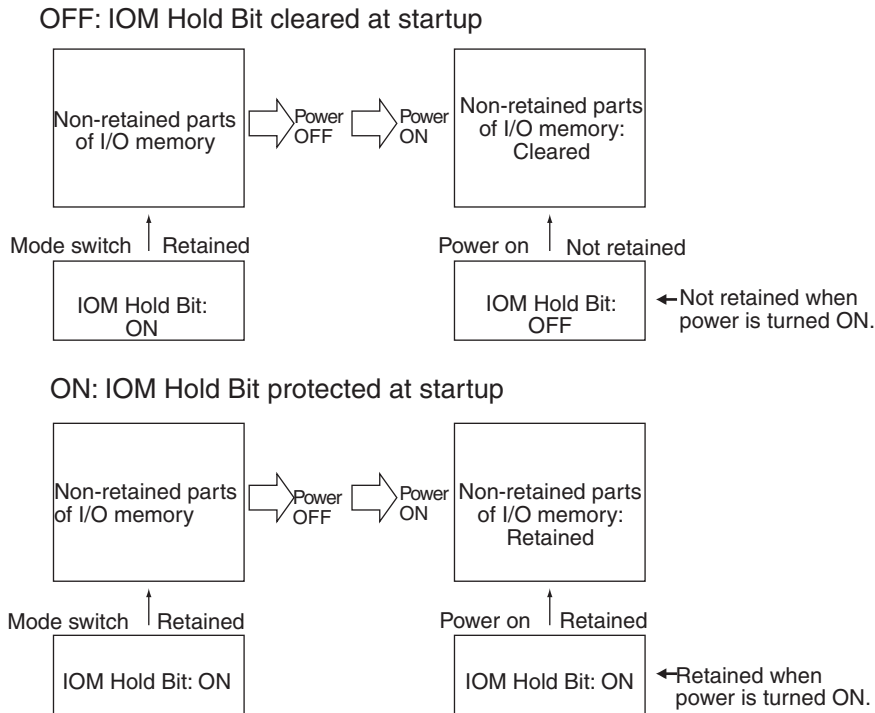 OFF: IOM Hold Bit cleared at startup
Non-retained parts
of I/O memory
Power
OFF
Power
ON
Non-retained parts
of I/O memory:
Cleared
Mode switch
Retained
Power on
Not retained
IOM Hold Bit:
ON
IOM Hold Bit:
OFF
Not retained when
power is turned ON.
ON: IOM Hold Bit protected at startup
Non-retained parts
of I/O memory
Power
OFF
Power
ON
Non-retained parts
of I/O memory:
Retained
Mode switch
Retained
Power on
Retained
IOM Hold Bit: ON
IOM Hold Bit: ON
Retained when
power is turned ON.